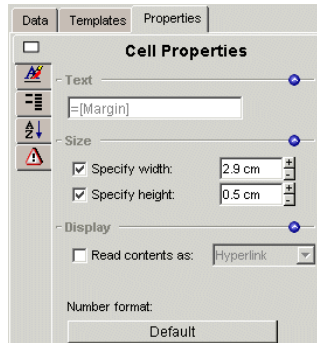 Data Templates Properties
Cell Properties
Text
=[Margin]
Size
Specify width: 2.9 cm
Specify height: 0.5 cm
Display
Read contents as: Hyperlink
Number format:
Default